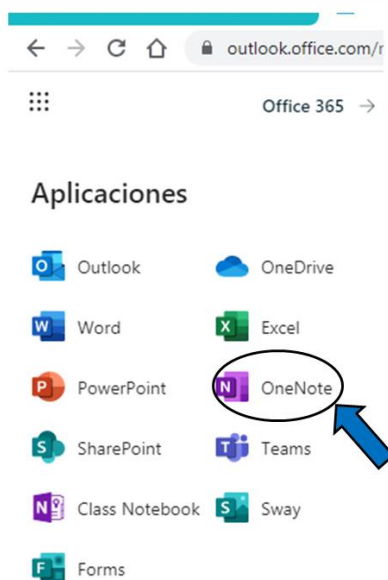 outlook.office.com/r
Office 365 →
Aplicaciones
Outlook OneDrive
Word Excel
PowerPoint OneNote
SharePoint Teams
Class Notebook Sway
Forms